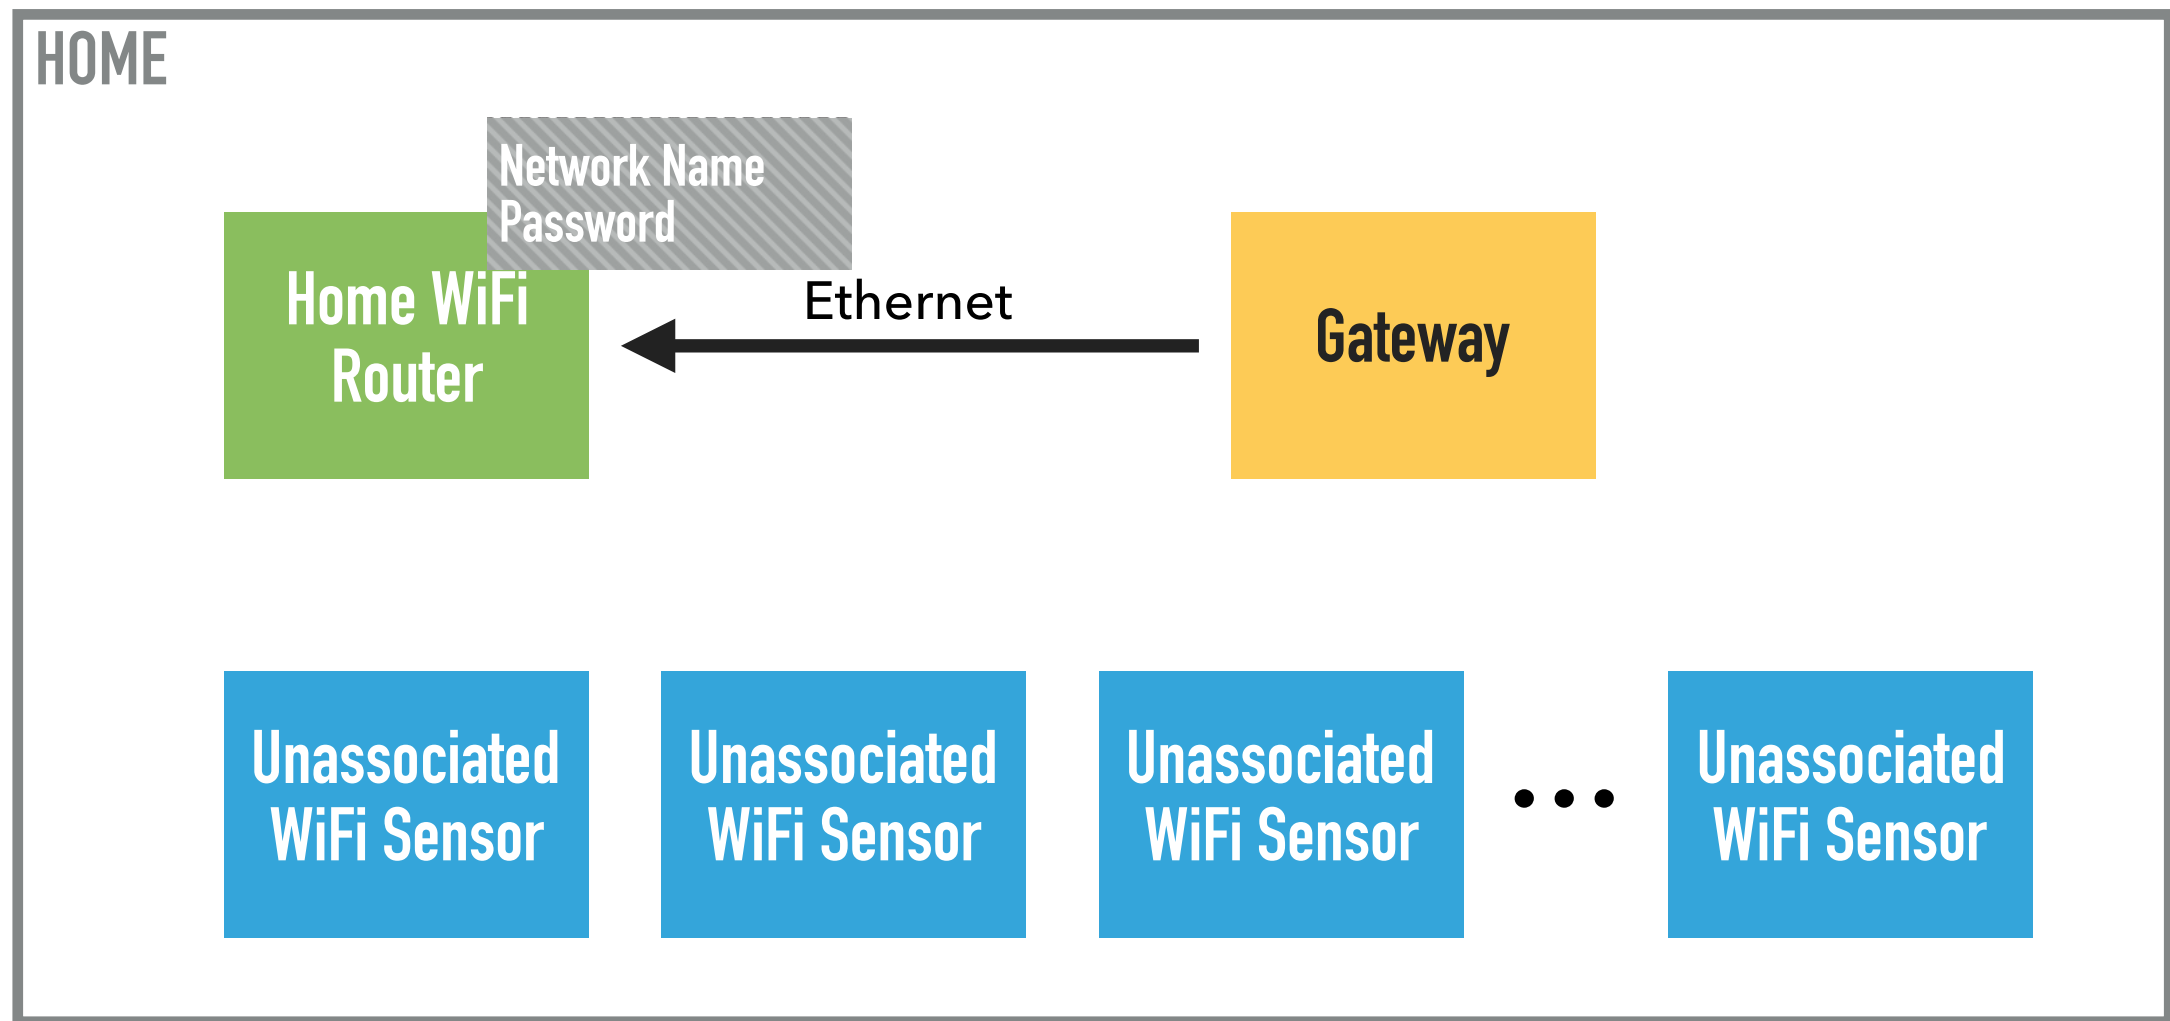 HOME
Network Name
Password
Home WiFi
Router
Ethernet
Gateway
Unassociated
WiFi Sensor
Unassociated
WiFi Sensor
Unassociated
WiFi Sensor
...
Unassociated
WiFi Sensor